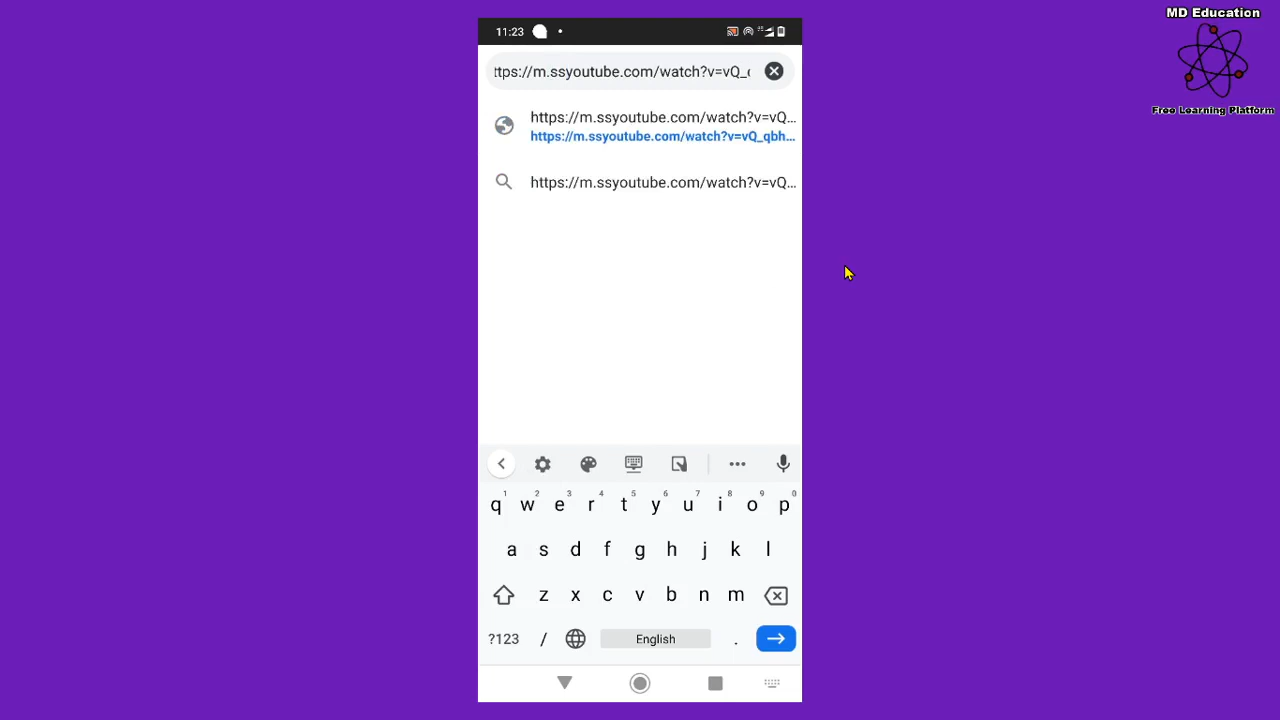 MD Education
Free Learning Platform
11:23
ttps://m.ssyoutube.com/watch?v=vQ_
https://m.ssyoutube.com/watch?v=vQ...
https://m.ssyoutube.com/watch?v=vQ_qbh...
https://m.ssyoutube.com/watch?v=vQ...
1 2 3 4 5 6 7 8 9 0
q w e r t y u i o p
a s d f g h j k l
z x c v b n m
?123 / English .